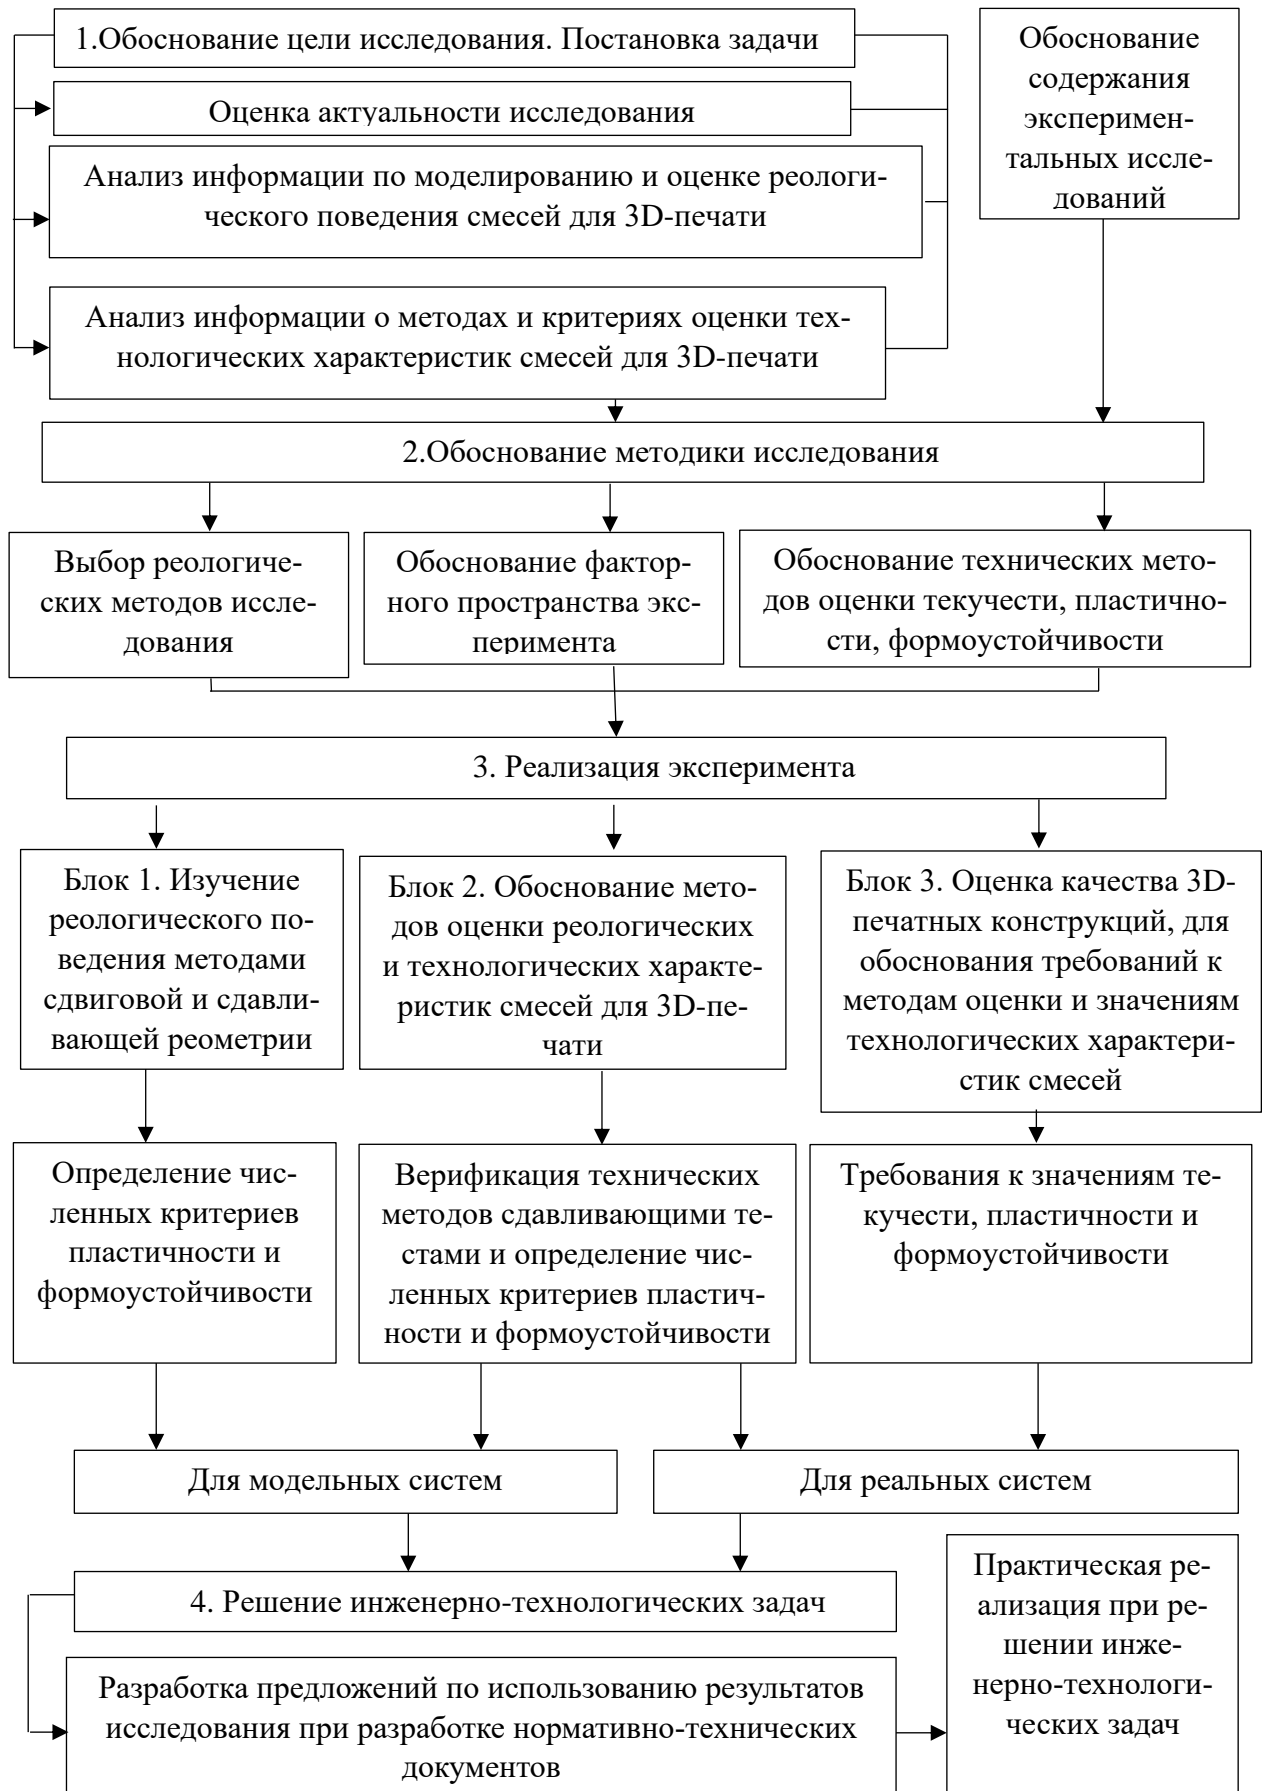 1.Обоснование цели исследования. Постановка задачи
Оценка актуальности исследования
Анализ информации по моделированию и оценке реологи-
ческого поведения смесей для 3D-печати
Анализ информации о методах и критериях оценки тех-
нологических характеристик смесей для 3D-печати
Обоснование
содержания
эксперимен-
тальных иссле-
дований
2.Обоснование методики исследования
Выбор реологиче-
ских методов иссле-
дования
Обоснование фактор-
ного пространства экс-
перимента
Обоснование технических мето-
дов оценки текучести, пластично-
сти, формоустойчивости
3. Реализация эксперимента
Блок 1. Изучение
реологического по-
ведения методами
сдвиговой и сдавли-
вающей реометрии
Блок 2. Обоснование мето-
дов оценки реологических
и технологических характе-
ристик смесей для 3D-пе-
чати
Блок 3. Оценка качества 3D-
печатных конструкций, для
обоснования требований к
методам оценки и значениям
технологических характери-
стик смесей
Определение чис-
ленных критериев
пластичности и
формоустойчивости
Верификация технических
методов сдавливающими те-
стами и определение чис-
ленных критериев пластич-
ности и формоустойчивости
Требования к значениям те-
кучести, пластичности и
формоустойчивости
Для модельных систем
Для реальных систем
4. Решение инженерно-технологических задач
Разработка предложений по использованию результатов
исследования при разработке нормативно-технических
документов
Практическая ре-
ализация при ре-
шении инже-
нерно-технологи-
ческих задач